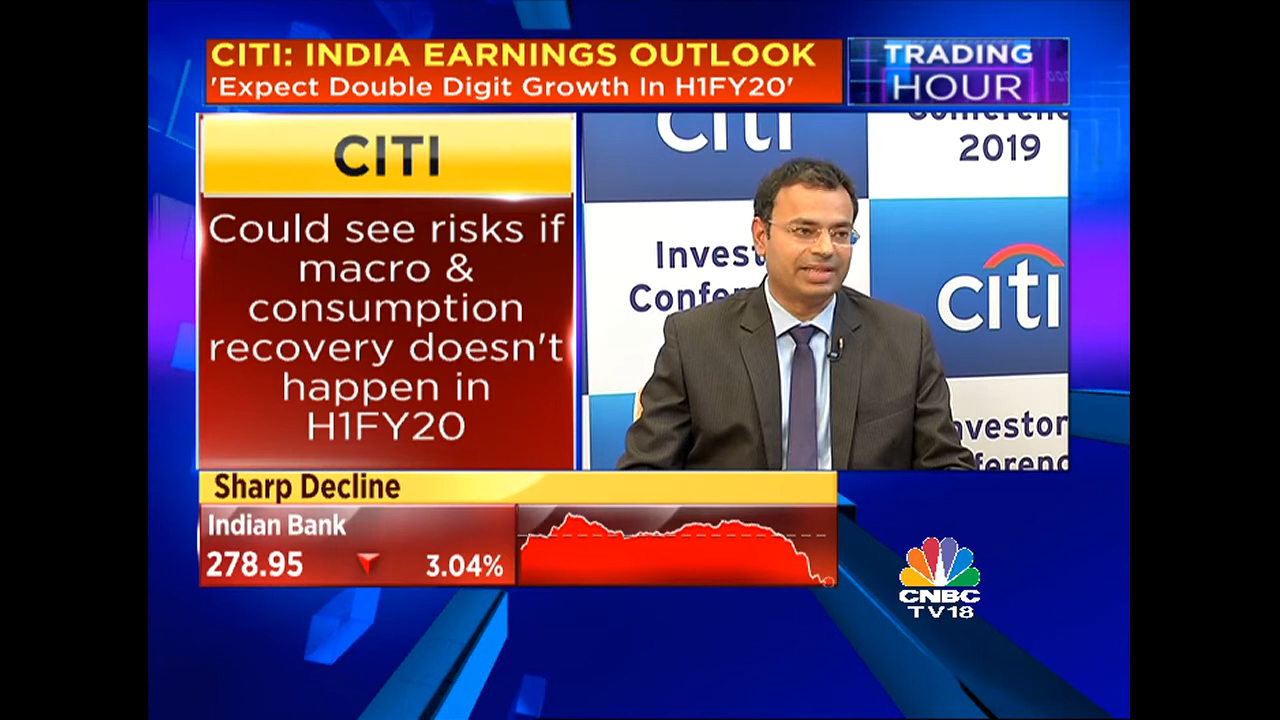 CITI: INDIA EARNINGS OUTLOOK
'Expect Double Digit Growth In H1FY20'
TRADING
HOUR
CITI
Could see risks if
macro &
consumption
recovery doesn't
happen in
H1FY20
citi
2019
citi
Sharp Decline
Indian Bank
278.95
3.04%
CNBC
TV18